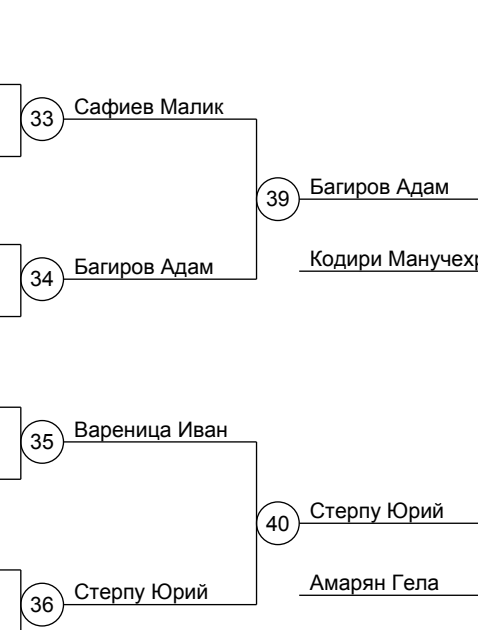 33 Сафиев Малик
39 Багиров Адам
Кодири Манучехр
34 Багиров Адам
35 Вареница Иван
40 Стерпу Юрий
Амарян Гела
36 Стерпу Юрий